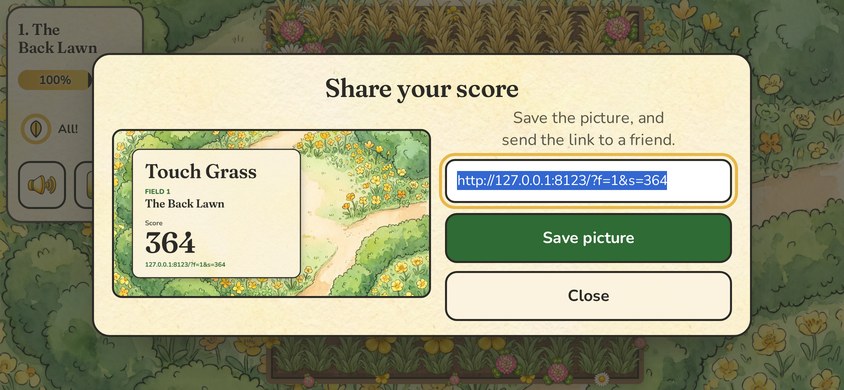 1. The
Back Lawn
100%
All!
Share your score
Touch Grass
FIELD 1
The Back Lawn
Score
364
127.0.0.1:8123/?f=1&s=364
Save the picture, and
send the link to a friend.
http://127.0.0.1:8123/?f=1&s=364
Save picture
Close